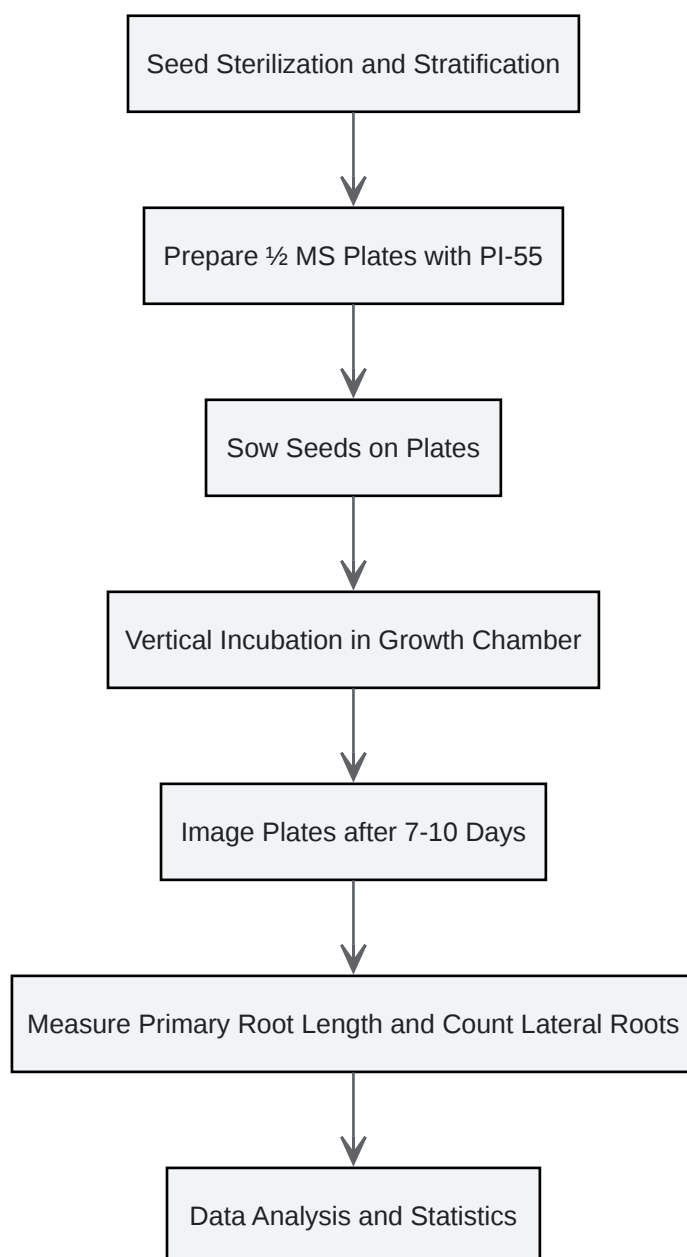 Seed Sterilization and Stratification
Prepare ½ MS Plates with PI-55
Sow Seeds on Plates
Vertical Incubation in Growth Chamber
Image Plates after 7-10 Days
Measure Primary Root Length and Count Lateral Roots
Data Analysis and Statistics